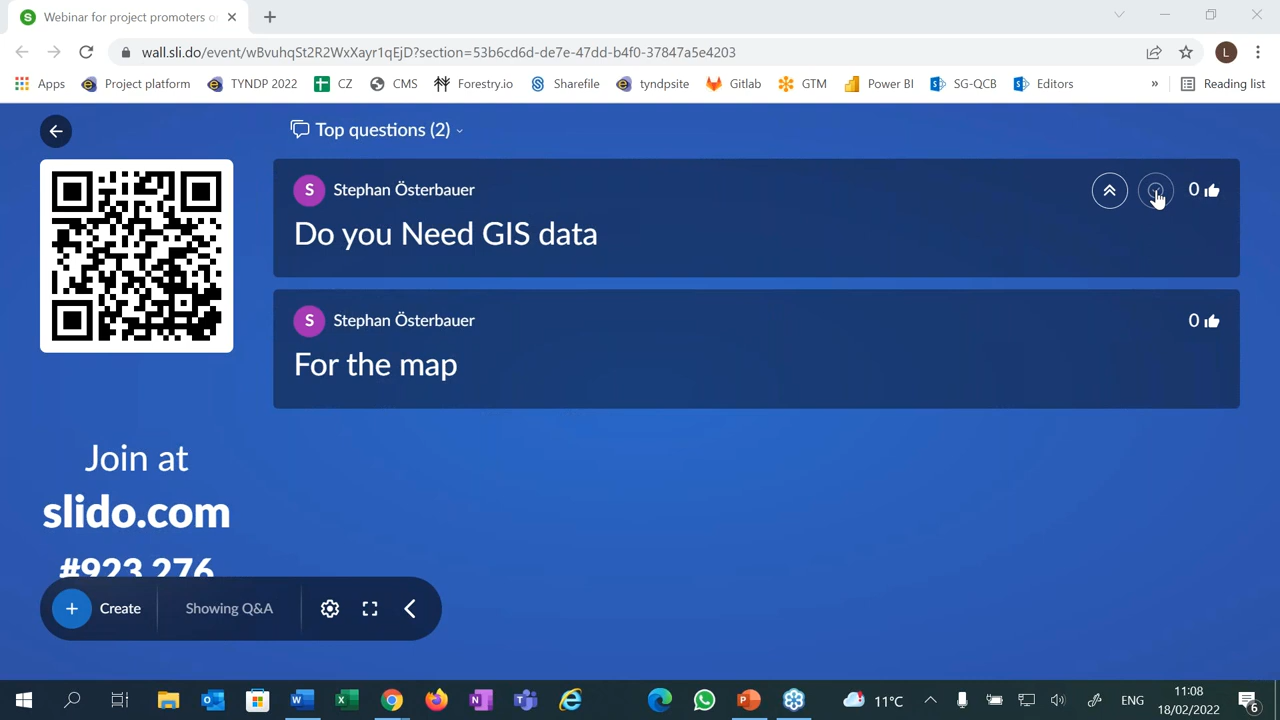 Webinar for project promoters o
wall.sli.do/event/wBvuhqSt2R2WxXayr1qEjD?section=53b6cd6d-de7e-47dd-b4f0-37847a5e4203
L
Apps Project platform TYNDP 2022 CZ CMS Forestry.io Sharefile tyndpsite Gitlab GTM Power BI SG-QCB Editors » Reading list
Top questions (2)
S Stephan Österbauer 0
Do you Need GIS data
S Stephan Österbauer 0
For the map
Join at
slido.com
#923 276
Create Showing Q&A
11°C ENG 11:08
18/02/2022 6